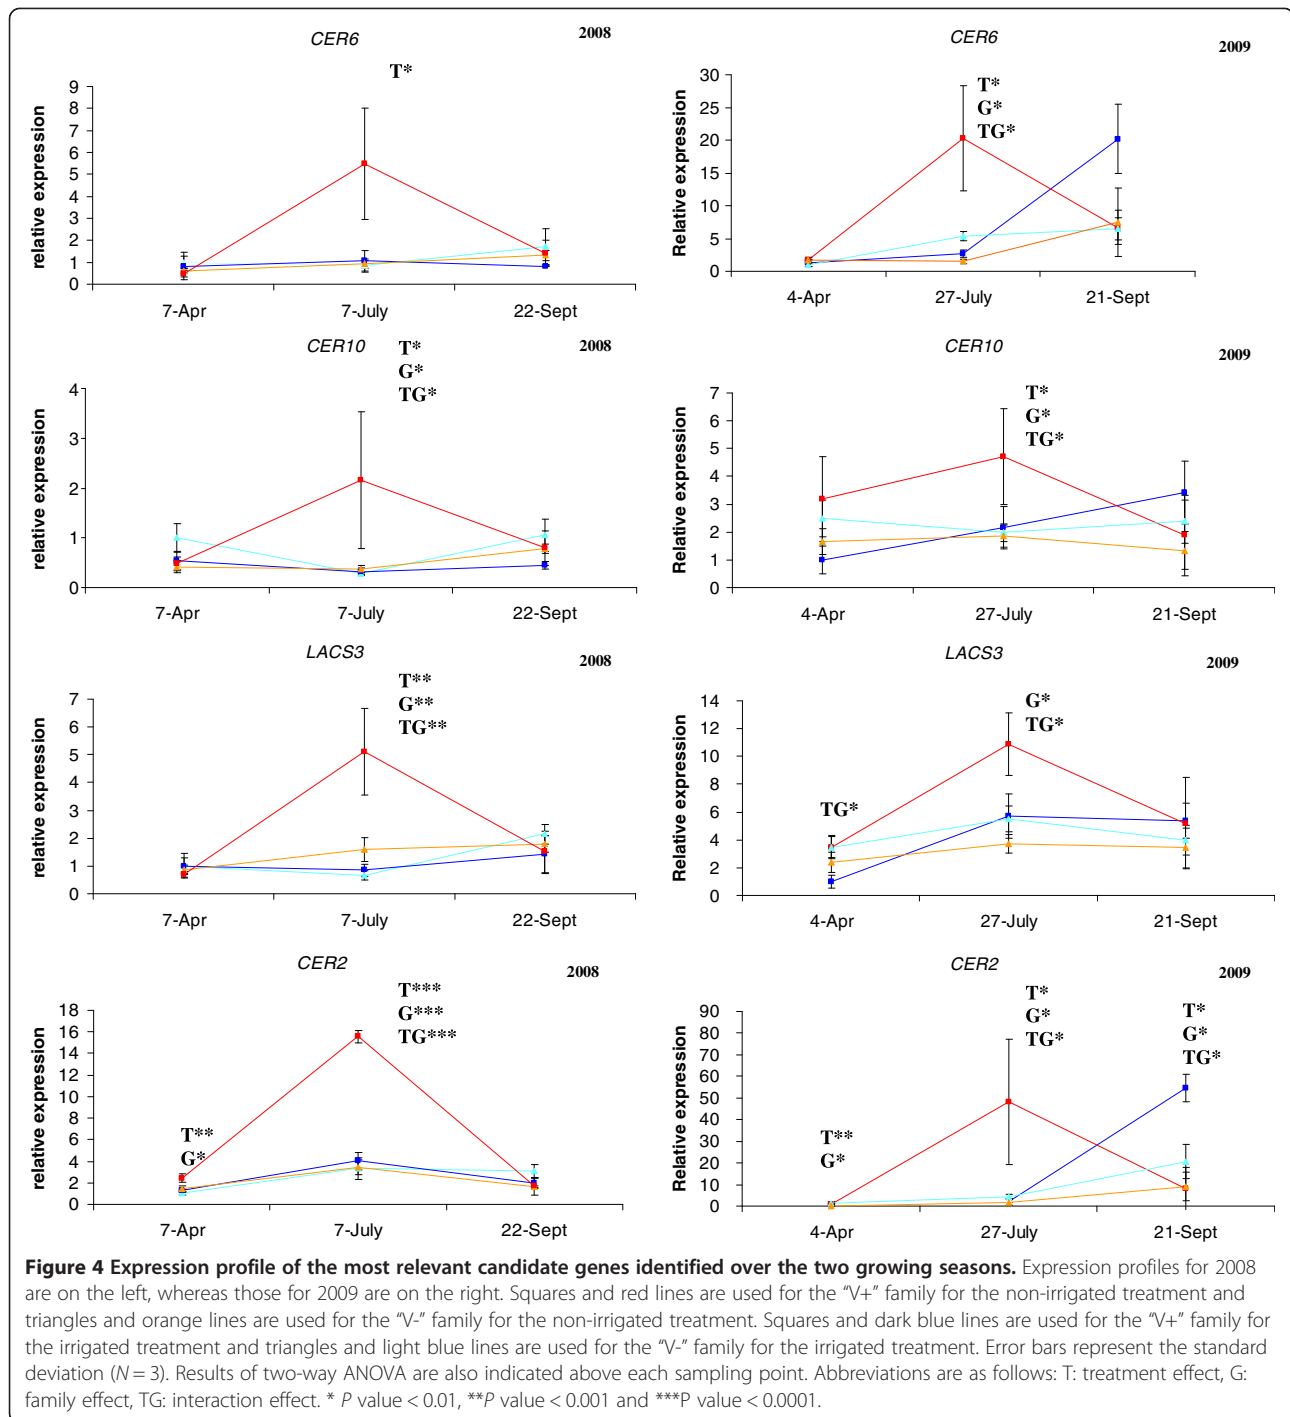 CER6
2008
T*
relative expression
9
8
7
6
5
4
3
2
1
0
7-Apr 7-July 22-Sept
CER6
2009
T*
G*
TG*
Relative expression
30
25
20
15
10
5
0
4-Apr 27-July 21-Sept
CER10
2008
T*
G*
TG*
relative expression
4
3
2
1
0
7-Apr 7-July 22-Sept
CER10
2009
T*
G*
TG*
Relative expression
7
6
5
4
3
2
1
0
4-Apr 27-July 21-Sept
LACS3
2008
T**
G**
TG**
relative expression
7
6
5
4
3
2
1
0
7-Apr 7-July 22-Sept
LACS3
2009
G*
TG*
TG*
Relative expression
14
12
10
8
6
4
2
0
4-Apr 27-July 21-Sept
CER2
2008
T***
G***
TG***
T**
G*
relative expression
18
16
14
12
10
8
6
4
2
0
7-Apr 7-July 22-Sept
CER2
2009
T*
G*
TG*
T*
G*
TG*
T**
G*
Relative expression
90
80
70
60
50
40
30
20
10
0
4-Apr 27-July 21-Sept
Figure 4 Expression profile of the most relevant candidate genes identified over the two growing seasons. Expression profiles for 2008
are on the left, whereas those for 2009 are on the right. Squares and red lines are used for the “V+” family for the non-irrigated treatment and
triangles and orange lines are used for the “V-” family for the non-irrigated treatment. Squares and dark blue lines are used for the “V+” family for
the irrigated treatment and triangles and light blue lines are used for the “V-” family for the irrigated treatment. Error bars represent the standard
deviation (N = 3). Results of two-way ANOVA are also indicated above each sampling point. Abbreviations are as follows: T: treatment effect, G:
family effect, TG: interaction effect. * P value < 0.01, **P value < 0.001 and ***P value < 0.0001.